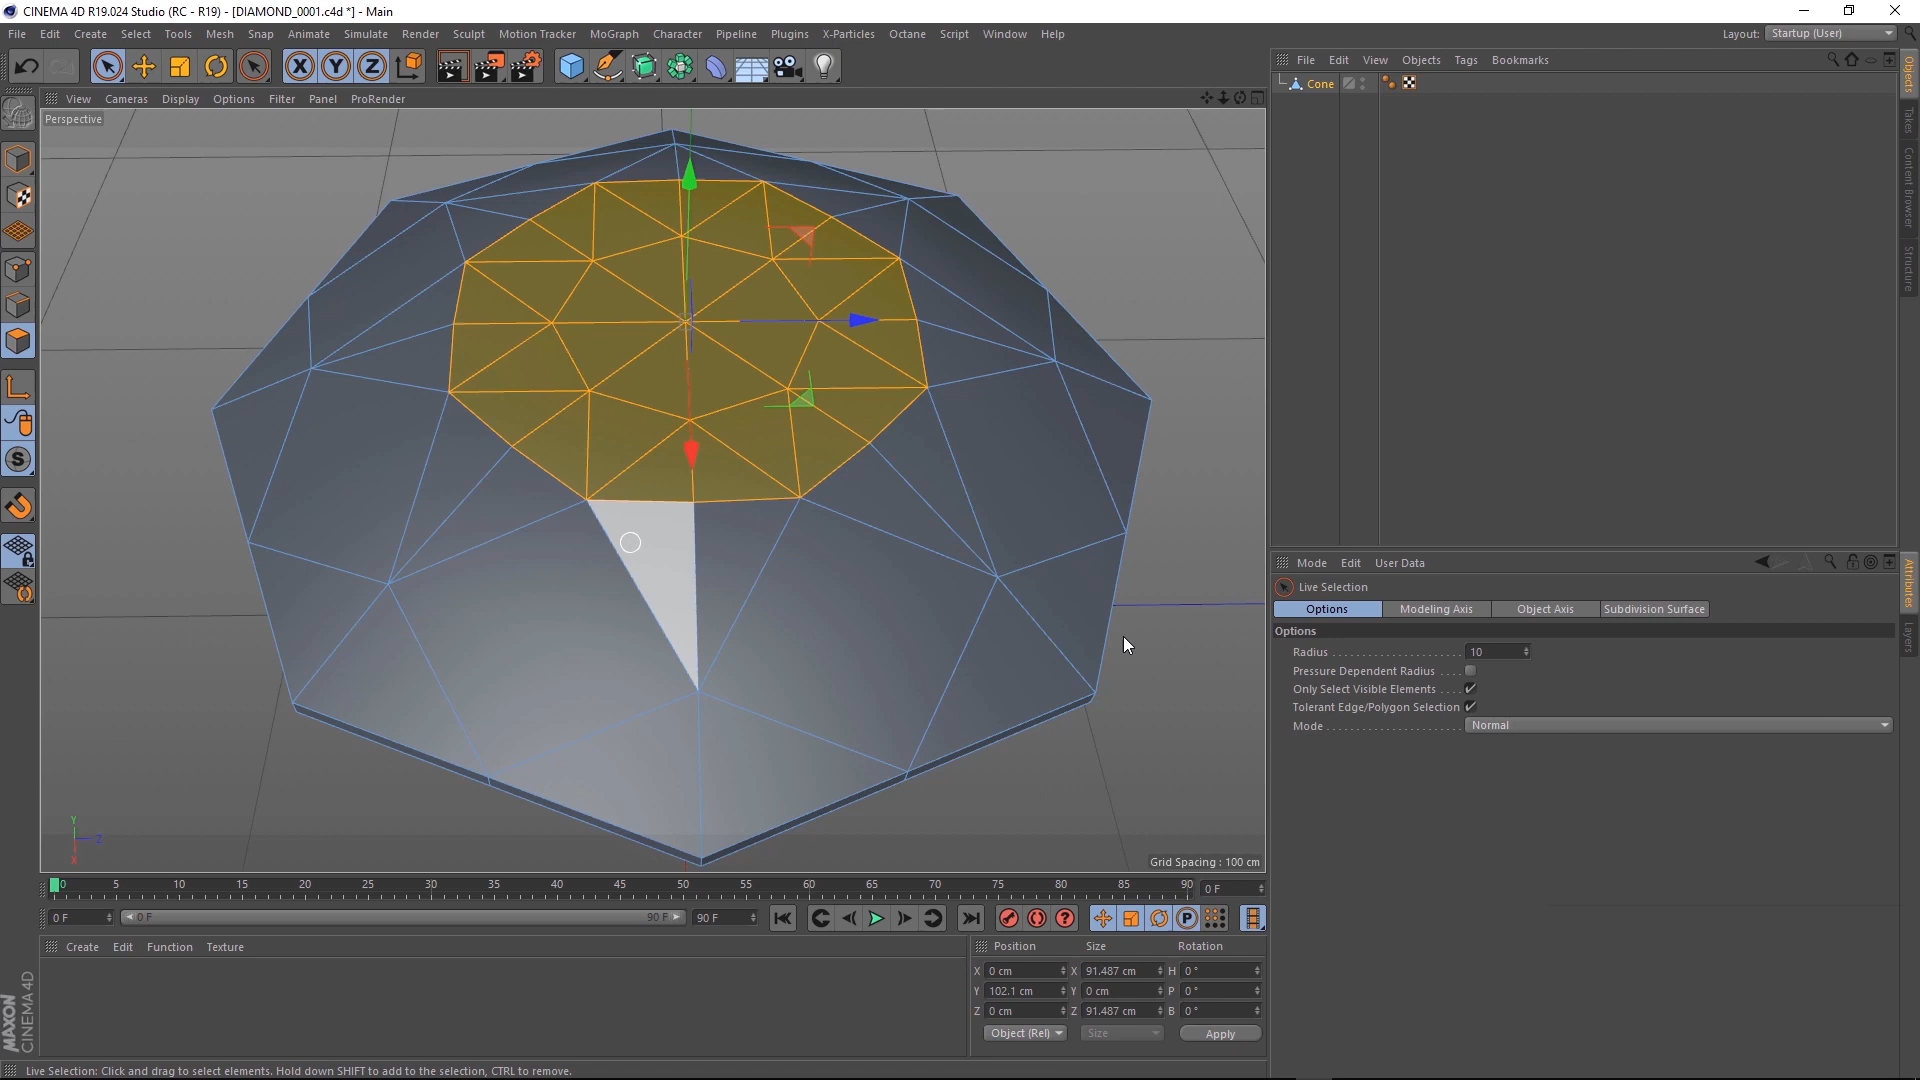 CINEMA 4D R19.024 Studio (RC - R19) - [DIAMOND_0001.c4d *] - Main
File Edit Create Select Tools Mesh Snap Animate Simulate Render Sculpt Motion Tracker MoGraph Character Pipeline Plugins X-Particles Octane Script Window Help
Layout: Startup (User)
X Y Z
File Edit View Objects Tags Bookmarks
View Cameras Display Options Filter Panel ProRender
Perspective
Cone
Objects
Takes
Content Browser
Structure
S
Mode Edit User Data
Live Selection
Options Modeling Axis Object Axis Subdivision Surface
Options
Radius 10
Pressure Dependent Radius
Only Select Visible Elements
Tolerant Edge/Polygon Selection
Mode Normal
Attributes
Layers
Y
Z
X
Grid Spacing : 100 cm
0 5 10 15 20 25 30 35 40 45 50 55 60 65 70 75 80 85 90 0 F
0 F 0 F 90 F 90 F
P
Create Edit Function Texture
Position Size Rotation
X 0 cm X 91.487 cm H 0 °
Y 102.1 cm Y 0 cm P 0 °
Z 0 cm Z 91.487 cm B 0 °
Object (Rel) Size Apply
MAXON
CINEMA 4D
Live Selection: Click and drag to select elements. Hold down SHIFT to add to the selection, CTRL to remove.